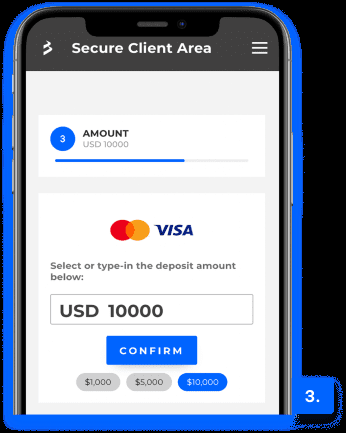 Secure Client Area
3
AMOUNT
USD 10000
VISA
Select or type-in the deposit amount
below:
USD 10000
CONFIRM
$1,000 $5,000 $10,000
3.